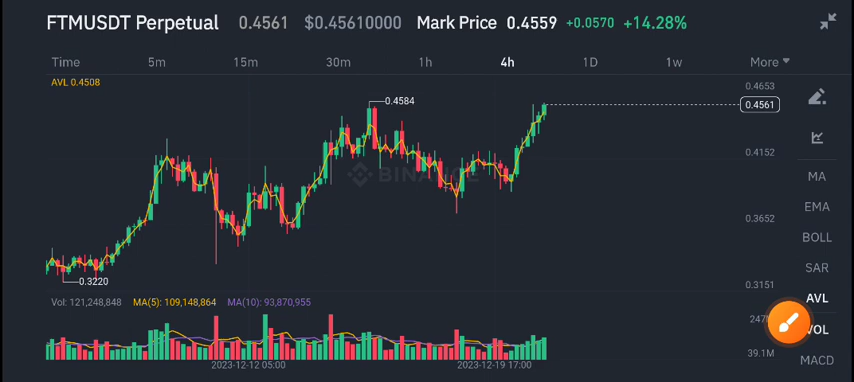 FTMUSDT Perpetual 0.4561 $0.45610000 Mark Price 0.4559 +0.0570 +14.28%
Time 5m 15m 30m 1h 4h 1D 1w More
AVL 0.4508
0.4653
0.4584
0.4561
0.4152
BINANCE
MA
EMA
0.3652
BOLL
SAR
0.3220
0.3151
AVL
Vol: 121,248,848 MA(5): 109,148,864 MA(10): 93,870,955
VOL
39.1M
MACD
2023-12-12 05:00 2023-12-19 17:00